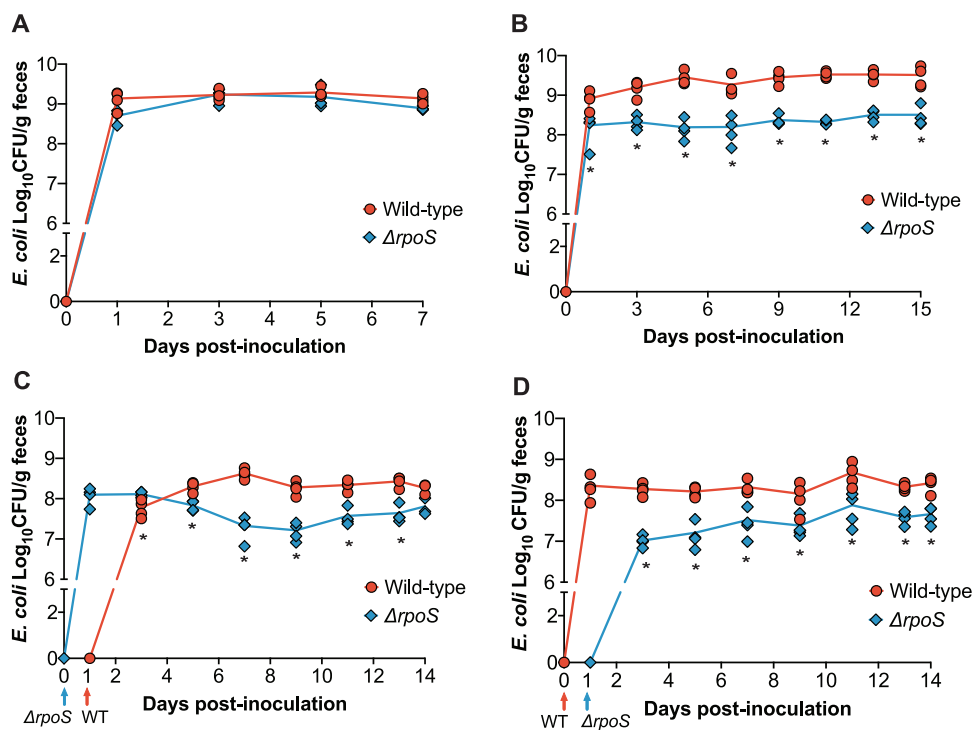 A
E. coli Log10CFU/g feces
10
9
8
7
6
2
0
0 1 2 3 4 5 6 7
Days post-inoculation
Wild-type
ΔrpoS
B
E. coli Log10CFU/g feces
10
9
8
7
6
2
0
* * * * * * * *
0 3 6 9 12 15
Days post-inoculation
Wild-type
ΔrpoS
C
E. coli Log10CFU/g feces
10
9
8
7
6
2
0
* * * * * *
0 1 2 4 6 8 10 12 14
Days post-inoculation
ΔrpoS WT
Wild-type
ΔrpoS
D
E. coli Log10CFU/g feces
10
9
8
7
6
2
0
* * * * * * *
0 1 2 4 6 8 10 12 14
Days post-inoculation
WT ΔrpoS
Wild-type
ΔrpoS